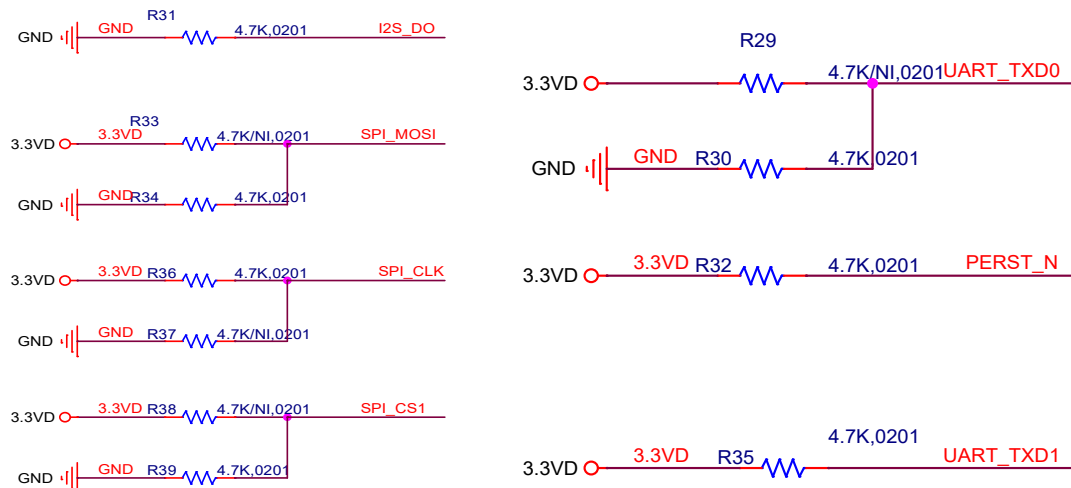 R31
GND GND 4.7K,0201 I2S_DO
R33
3.3VD 3.3VD 4.7K/NI,0201 SPI_MOSI
GND GND R34 4.7K,0201
3.3VD 3.3VD R36 4.7K,0201 SPI_CLK
GND GND R37 4.7K/NI,0201
3.3VD 3.3VD R38 4.7K/NI,0201 SPI_CS1
GND GND R39 4.7K,0201
R29
3.3VD 4.7K/NI,0201 UART_TXD0
GND GND R30 4.7K,0201
3.3VD 3.3VD R32 4.7K,0201 PERST_N
4.7K,0201
3.3VD 3.3VD R35 UART_TXD1